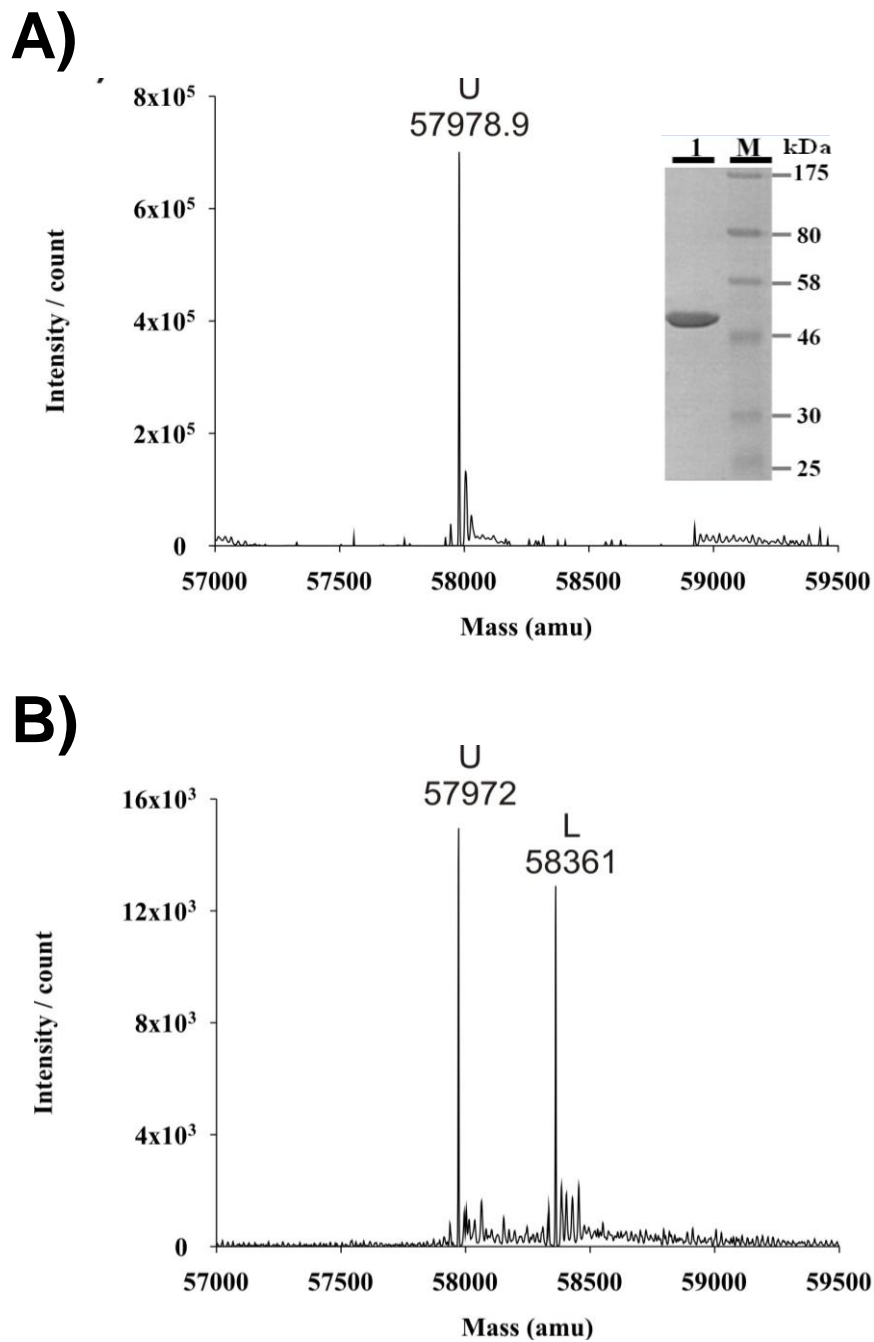 A)
U
57978.9
8x10⁵
6x10⁵
4x10⁵
2x10⁵
0
Intensity / count
1 M kDa
175
80
58
46
30
25
57000 57500 58000 58500 59000 59500
Mass (amu)
B)
U
57972
L
58361
16x10³
12x10³
8x10³
4x10³
0
Intensity / count
57000 57500 58000 58500 59000 59500
Mass (amu)